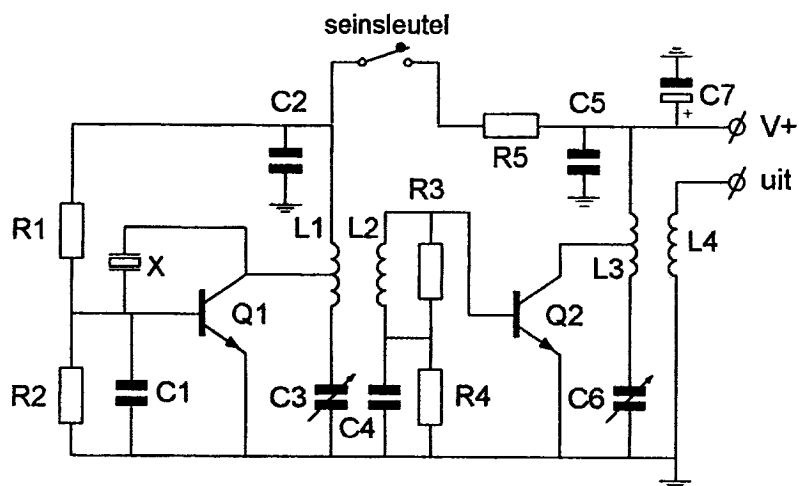 seinsleutel
C2
C5
C7
+
V+
R5
uit
R3
R1
L1
L2
L4
X
L3
Q1
Q2
R2
C1
C3
C4
R4
C6